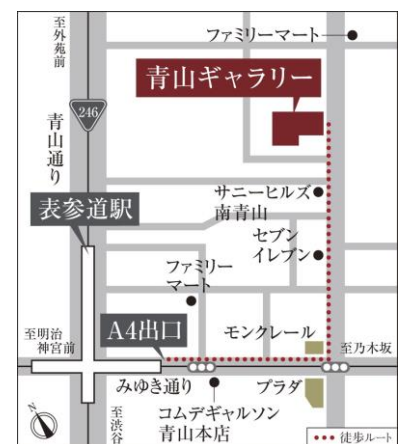 至外苑前
ファミリーマート
青山ギャラリー
246
青山通り
表参道駅
サニーヒルズ
南青山
セブン
イレブン
ファミリー
マート
至明治
神宮前
A4出口
モンクレール
至乃木坂
みゆき通り
プラダ
至渋谷
コムデギャルソン
青山本店
N
徒歩ルート